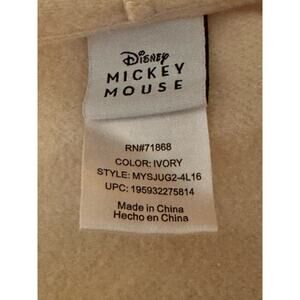 Disney
MICKEY
MOUSE
RN#71868
COLOR: IVORY
STYLE: MYSJUG2-4L16
UPC: 195932275814
Made in China
Hecho en China